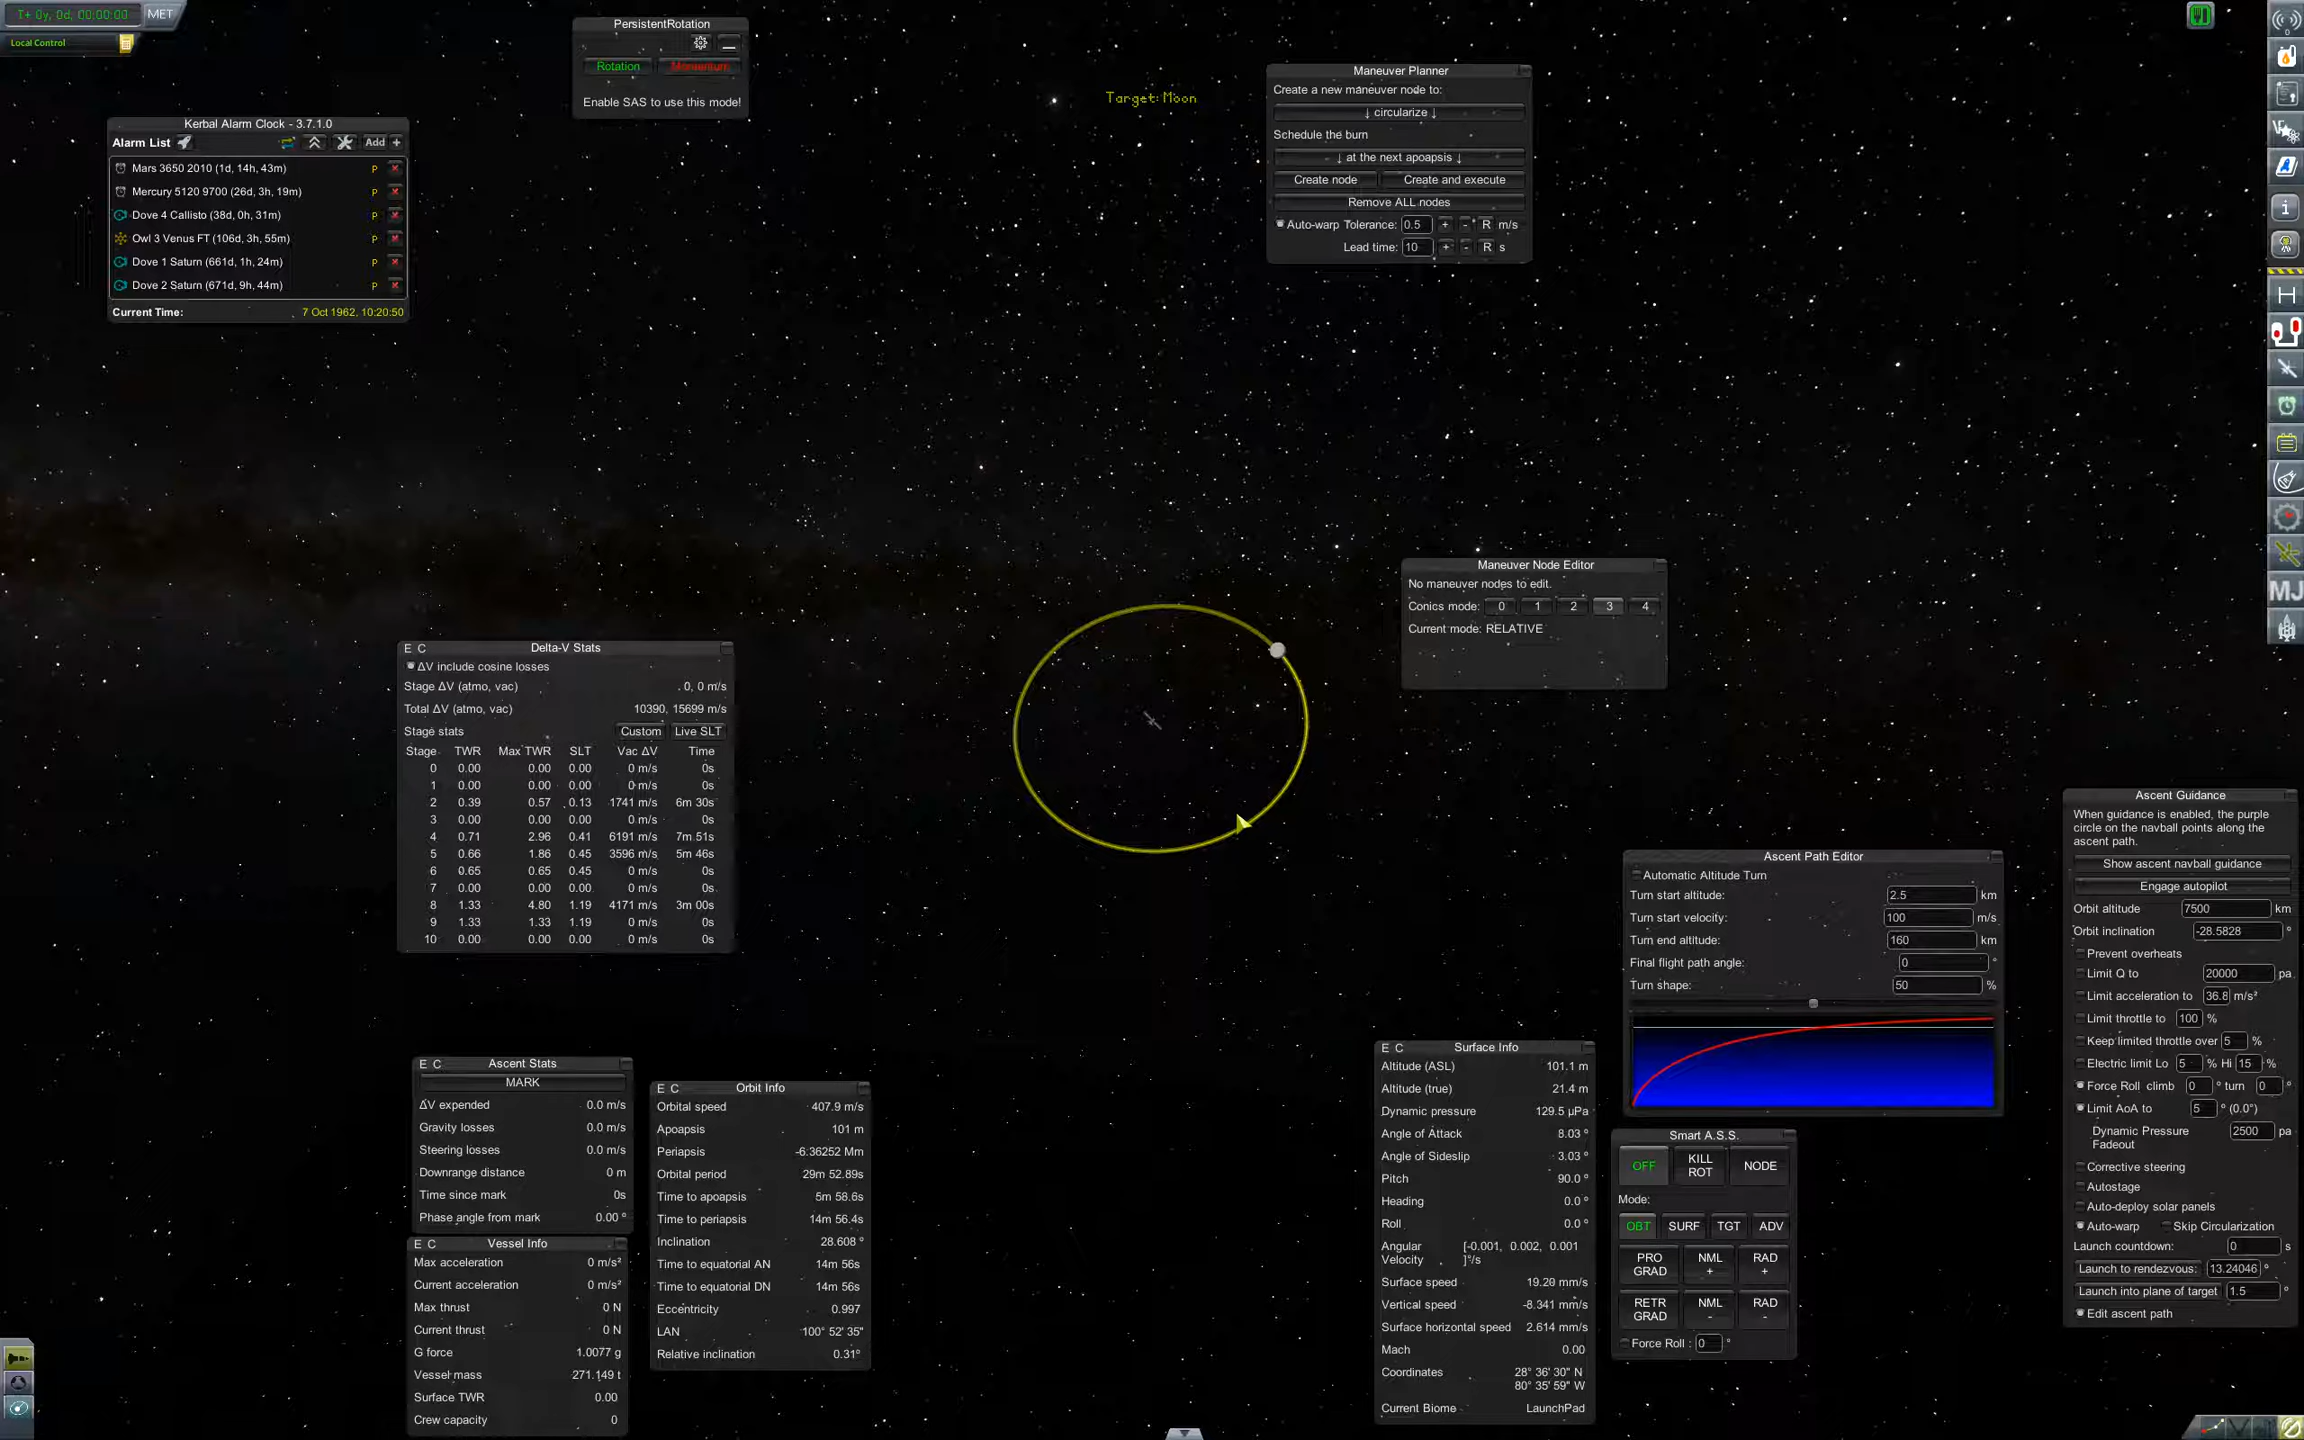 T+ 0y, 0d, 00:00:00 MET
Local Control
PersistentRotation
Rotation Momentum
Enable SAS to use this mode!
Target: Moon
Kerbal Alarm Clock - 3.7.1.0
Alarm List Add +
Mars 3650 2010 (1d, 14h, 43m) P
Mercury 5120 9700 (26d, 3h, 19m) P
Dove 4 Callisto (38d, 0h, 31m) P
Owl 3 Venus FT (106d, 3h, 55m) P
Dove 1 Saturn (661d, 1h, 24m) P
Dove 2 Saturn (671d, 9h, 44m) P
Current Time: 7 Oct 1962, 10:20:50
Maneuver Planner
Create a new maneuver node to:
↓ circularize ↓
Schedule the burn
↓ at the next apoapsis ↓
Create node Create and execute
Remove ALL nodes
Auto-warp Tolerance: 0.5 + - R m/s
Lead time: 10 + - R s
Maneuver Node Editor
No maneuver nodes to edit.
Conics mode: 0 1 2 3 4
Current mode: RELATIVE
E C Delta-V Stats
ΔV include cosine losses
Stage ΔV (atmo, vac) 0, 0 m/s
Total ΔV (atmo, vac) 10390, 15699 m/s
Stage stats Custom Live SLT
Stage TWR Max TWR SLT Vac ΔV Time
0 0.00 0.00 0.00 0 m/s 0s
1 0.00 0.00 0.00 0 m/s 0s
2 0.39 0.57 0.13 1741 m/s 6m 30s
3 0.00 0.00 0.00 0 m/s 0s
4 0.71 2.96 0.41 6191 m/s 7m 51s
5 0.66 1.86 0.45 3596 m/s 5m 46s
6 0.65 0.65 0.45 0 m/s 0s
7 0.00 0.00 0.00 0 m/s 0s
8 1.33 4.80 1.19 4171 m/s 3m 00s
9 1.33 1.33 1.19 0 m/s 0s
10 0.00 0.00 0.00 0 m/s 0s
E C Ascent Stats
MARK
ΔV expended 0.0 m/s
Gravity losses 0.0 m/s
Steering losses 0.0 m/s
Downrange distance 0 m
Time since mark 0s
Phase angle from mark 0.00 °
E C Vessel Info
Max acceleration 0 m/s²
Current acceleration 0 m/s²
Max thrust 0 N
Current thrust 0 N
G force 1.0077 g
Vessel mass 271.149 t
Surface TWR 0.00
Crew capacity 0
E C Orbit Info
Orbital speed 407.9 m/s
Apoapsis 101 m
Periapsis -6.36252 Mm
Orbital period 29m 52.89s
Time to apoapsis 5m 58.6s
Time to periapsis 14m 56.4s
Inclination 28.608 °
Time to equatorial AN 14m 56s
Time to equatorial DN 14m 56s
Eccentricity 0.997
LAN 100° 52' 35"
Relative inclination 0.31°
E C Surface Info
Altitude (ASL) 101.1 m
Altitude (true) 21.4 m
Dynamic pressure 129.5 µPa
Angle of Attack 8.03 °
Angle of Sideslip 3.03 °
Pitch 90.0 °
Heading 0.0 °
Roll 0.0 °
Angular [-0.001, 0.002, 0.001
Velocity ]°/s
Surface speed 19.20 mm/s
Vertical speed -8.341 mm/s
Surface horizontal speed 2.614 mm/s
Mach 0.00
Coordinates 28° 36' 30" N
80° 35' 59" W
Current Biome LaunchPad
Ascent Path Editor
Automatic Altitude Turn
Turn start altitude: 2.5 km
Turn start velocity: 100 m/s
Turn end altitude: 160 km
Final flight path angle: 0 °
Turn shape: 50 %
Smart A.S.S.
OFF KILL ROT NODE
Mode:
OBT SURF TGT ADV
PRO GRAD NML + RAD +
RETR GRAD NML - RAD -
Force Roll : 0 °
Ascent Guidance
When guidance is enabled, the purple
circle on the navball points along the
ascent path.
Show ascent navball guidance
Engage autopilot
Orbit altitude 7500 km
Orbit inclination -28.5828 °
Prevent overheats
Limit Q to 20000 pa
Limit acceleration to 36.8 m/s²
Limit throttle to 100 %
Keep limited throttle over 5 %
Electric limit Lo 5 % Hi 15 %
Force Roll climb 0 ° turn 0 °
Limit AoA to 5 ° (0.0°)
Dynamic Pressure 2500 pa
Fadeout
Corrective steering
Autostage
Auto-deploy solar panels
Auto-warp Skip Circularization
Launch countdown: 0 s
Launch to rendezvous: 13.24046 °
Launch into plane of target 1.5 °
Edit ascent path
0
i
MJ